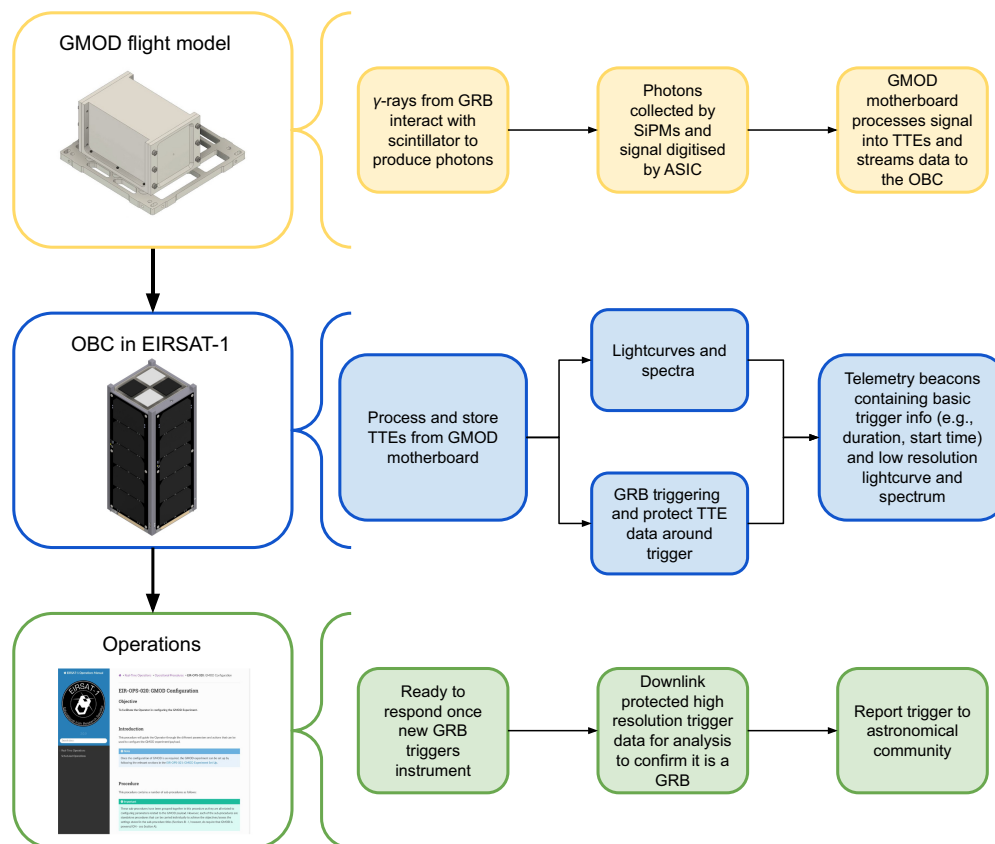 GMOD flight model
γ-rays from GRB
interact with
scintillator to
produce photons
Photons
collected by
SiPMs and
signal digitised
by ASIC
GMOD
motherboard
processes signal
into TTEs and
streams data to
the OBC
OBC in EIRSAT-1
Process and store
TTEs from GMOD
motherboard
Lightcurves and
spectra
GRB triggering
and protect TTE
data around
trigger
Telemetry beacons
containing basic
trigger info (e.g.,
duration, start time)
and low resolution
lightcurve and
spectrum
Operations
EIRSAT-1
EIR-OPS-020: GMOD Configuration
Objective
Introduction
Procedure
Ready to
respond once
new GRB
triggers
instrument
Downlink
protected high
resolution trigger
data for analysis
to confirm it is a
GRB
Report trigger to
astronomical
community